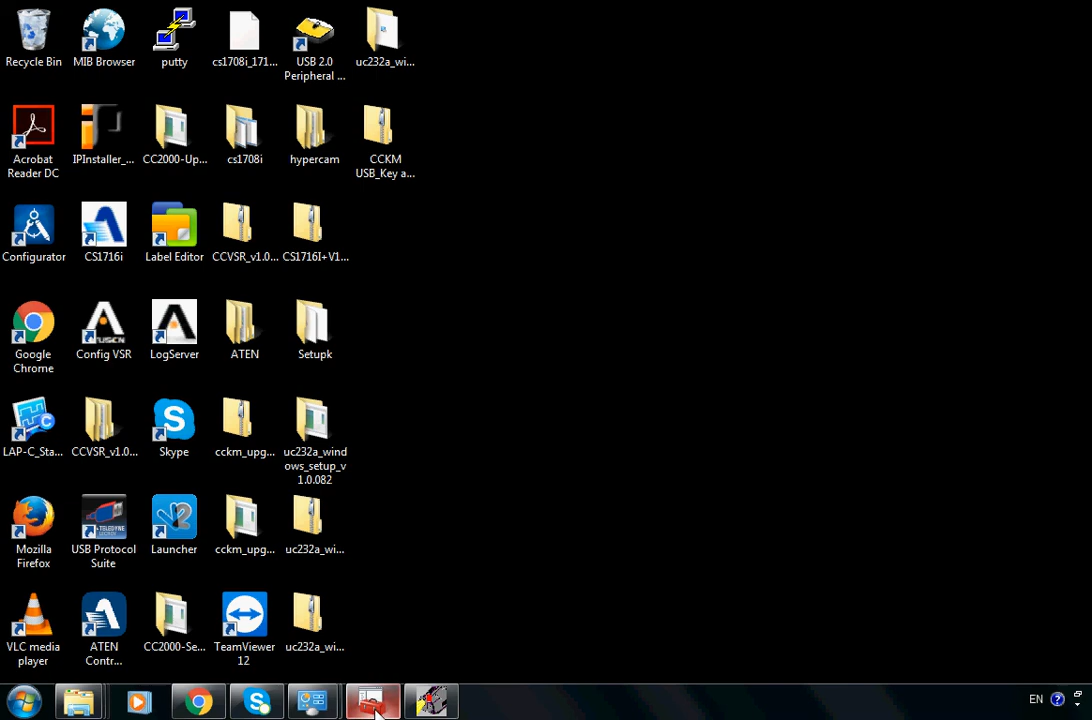 Recycle Bin
MIB Browser
putty
cs1708i_171...
USB 2.0
Peripheral ...
uc232a_wi...
Acrobat
Reader DC
IPInstaller_...
CC2000-Up...
cs1708i
hypercam
CCKM
USB_Key a...
Configurator
CS1716i
Label Editor
CCVSR_v1.0...
CS1716I+V1...
Google
Chrome
Config VSR
LogServer
ATEN
Setupk
LAP-C_Sta...
CCVSR_v1.0...
Skype
cckm_upg...
uc232a_wind
ows_setup_v
1.0.082
Mozilla
Firefox
USB Protocol
Suite
Launcher
cckm_upg...
uc232a_wi...
VLC media
player
ATEN
Contr...
CC2000-Se...
TeamViewer
12
uc232a_wi...
EN